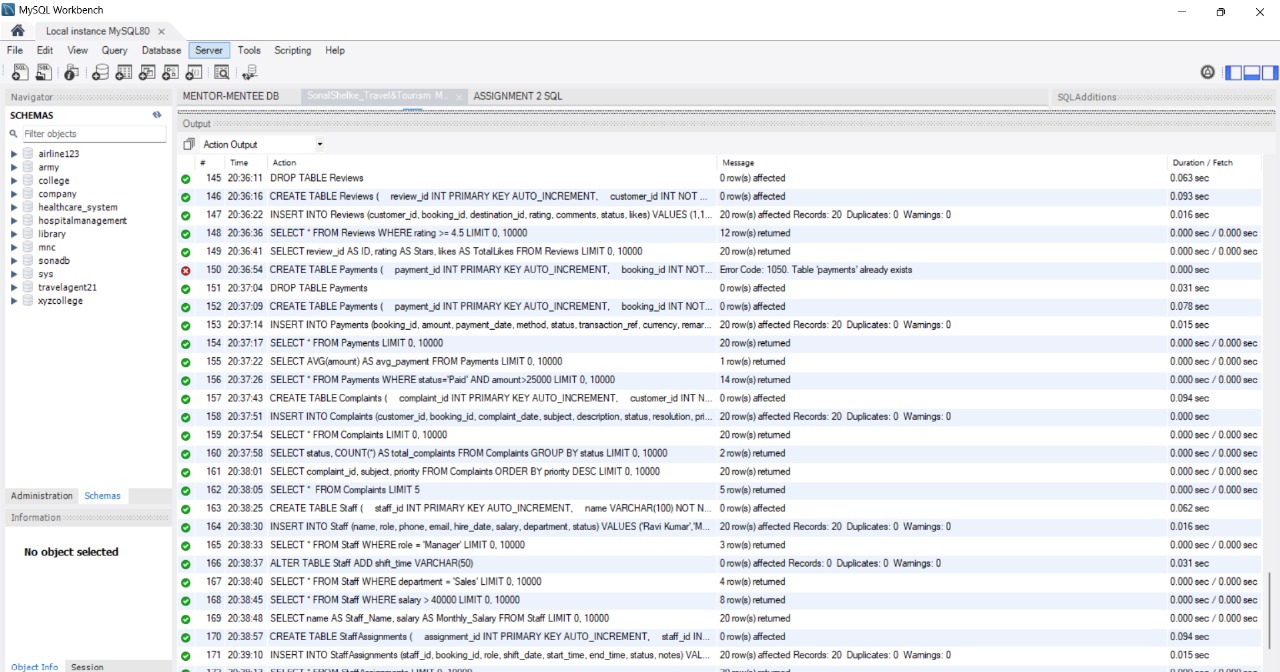 MySQL Workbench
Local instance MySQL80
File Edit View Query Database Server Tools Scripting Help
Navigator
SCHEMAS
Filter objects
airline123
army
college
company
healthcare_system
hospitalmanagement
library
mnc
sonadb
sys
travelagent21
xyzcollege
Administration Schemas
Information
No object selected
Object Info Session
MENTOR-MENTEE DB SonalShelke_Travel&Tourism M... ASSIGNMENT 2 SQL
SQLAdditions
Output
Action Output
# Time Action Message Duration / Fetch
145 20:36:11 DROP TABLE Reviews 0 row(s) affected 0.063 sec
146 20:36:16 CREATE TABLE Reviews ( review_id INT PRIMARY KEY AUTO_INCREMENT, customer_id INT NOT ... 0 row(s) affected 0.093 sec
147 20:36:22 INSERT INTO Reviews (customer_id, booking_id, destination_id, rating, comments, status, likes) VALUES (1,1... 20 row(s) affected Records: 20 Duplicates: 0 Warnings: 0 0.016 sec
148 20:36:36 SELECT * FROM Reviews WHERE rating >= 4.5 LIMIT 0, 10000 12 row(s) returned 0.000 sec / 0.000 sec
149 20:36:41 SELECT review_id AS ID, rating AS Stars, likes AS TotalLikes FROM Reviews LIMIT 0, 10000 20 row(s) returned 0.000 sec / 0.000 sec
150 20:36:54 CREATE TABLE Payments ( payment_id INT PRIMARY KEY AUTO_INCREMENT, booking_id INT NOT... Error Code: 1050. Table 'payments' already exists 0.000 sec
151 20:37:04 DROP TABLE Payments 0 row(s) affected 0.031 sec
152 20:37:09 CREATE TABLE Payments ( payment_id INT PRIMARY KEY AUTO_INCREMENT, booking_id INT NOT... 0 row(s) affected 0.078 sec
153 20:37:14 INSERT INTO Payments (booking_id, amount, payment_date, method, status, transaction_ref, currency, remar... 20 row(s) affected Records: 20 Duplicates: 0 Warnings: 0 0.015 sec
154 20:37:17 SELECT * FROM Payments LIMIT 0, 10000 20 row(s) returned 0.000 sec / 0.000 sec
155 20:37:22 SELECT AVG(amount) AS avg_payment FROM Payments LIMIT 0, 10000 1 row(s) returned 0.000 sec / 0.000 sec
156 20:37:26 SELECT * FROM Payments WHERE status='Paid' AND amount>25000 LIMIT 0, 10000 14 row(s) returned 0.000 sec / 0.000 sec
157 20:37:43 CREATE TABLE Complaints ( complaint_id INT PRIMARY KEY AUTO_INCREMENT, customer_id INT N... 0 row(s) affected 0.094 sec
158 20:37:51 INSERT INTO Complaints (customer_id, booking_id, complaint_date, subject, description, status, resolution, pri... 20 row(s) affected Records: 20 Duplicates: 0 Warnings: 0 0.000 sec
159 20:37:54 SELECT * FROM Complaints LIMIT 0, 10000 20 row(s) returned 0.000 sec / 0.000 sec
160 20:37:58 SELECT status, COUNT(*) AS total_complaints FROM Complaints GROUP BY status LIMIT 0, 10000 2 row(s) returned 0.000 sec / 0.000 sec
161 20:38:01 SELECT complaint_id, subject, priority FROM Complaints ORDER BY priority DESC LIMIT 0, 10000 20 row(s) returned 0.000 sec / 0.000 sec
162 20:38:05 SELECT * FROM Complaints LIMIT 5 5 row(s) returned 0.000 sec / 0.000 sec
163 20:38:25 CREATE TABLE Staff ( staff_id INT PRIMARY KEY AUTO_INCREMENT, name VARCHAR(100) NOT N... 0 row(s) affected 0.062 sec
164 20:38:30 INSERT INTO Staff (name, role, phone, email, hire_date, salary, department, status) VALUES ('Ravi Kumar','M... 20 row(s) affected Records: 20 Duplicates: 0 Warnings: 0 0.016 sec
165 20:38:33 SELECT * FROM Staff WHERE role = 'Manager' LIMIT 0, 10000 3 row(s) returned 0.000 sec / 0.000 sec
166 20:38:37 ALTER TABLE Staff ADD shift_time VARCHAR(50) 0 row(s) affected Records: 0 Duplicates: 0 Warnings: 0 0.031 sec
167 20:38:40 SELECT * FROM Staff WHERE department = 'Sales' LIMIT 0, 10000 4 row(s) returned 0.000 sec / 0.000 sec
168 20:38:45 SELECT * FROM Staff WHERE salary > 40000 LIMIT 0, 10000 8 row(s) returned 0.000 sec / 0.000 sec
169 20:38:48 SELECT name AS Staff_Name, salary AS Monthly_Salary FROM Staff LIMIT 0, 10000 20 row(s) returned 0.000 sec / 0.000 sec
170 20:38:57 CREATE TABLE StaffAssignments ( assignment_id INT PRIMARY KEY AUTO_INCREMENT, staff_id IN... 0 row(s) affected 0.094 sec
171 20:39:10 INSERT INTO StaffAssignments (staff_id, booking_id, role, shift_date, start_time, end_time, status, notes) VAL... 20 row(s) affected Records: 20 Duplicates: 0 Warnings: 0 0.015 sec